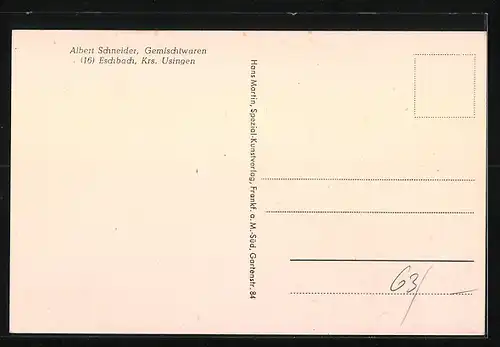 Albert Schneider, Gemischtwaren
(16) Eschbach, Krs. Usingen
Hans Martin, Spezial-Kunstverlag, Frankf. a. M.-Süd, Gartenstr. 84
63/